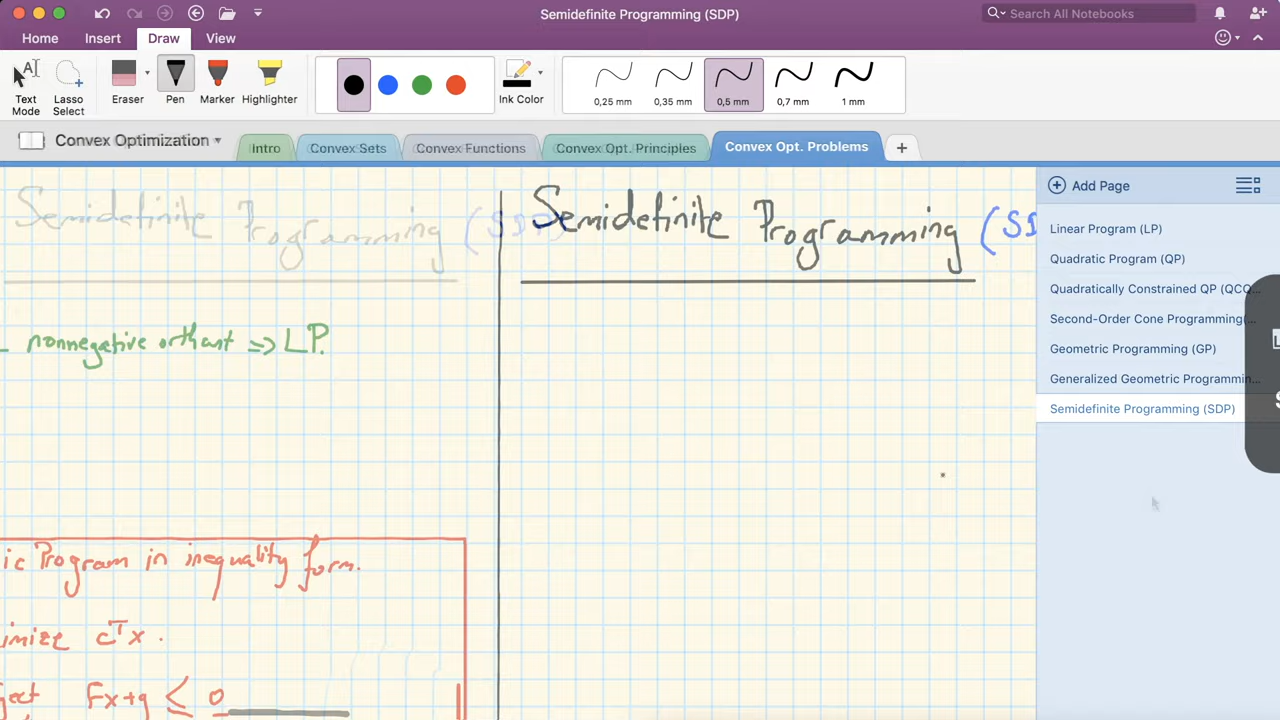 Semidefinite Programming (SDP)
Search All Notebooks
Home Insert Draw View
Text Mode
Lasso Select
Eraser
Pen
Marker
Highlighter
Ink Color
0,25 mm
0,35 mm
0,5 mm
0,7 mm
1 mm
Convex Optimization
Intro
Convex Sets
Convex Functions
Convex Opt. Principles
Convex Opt. Problems
+
Add Page
Linear Program (LP)
Quadratic Program (QP)
Quadratically Constrained QP (QCQ...
Second-Order Cone Programming(...
Geometric Programming (GP)
Generalized Geometric Programmin...
Semidefinite Programming (SDP)
Semidefinite Programming (SDP)
nonnegative orthant => LP.
ic Program in inequality form.
imize cᵀx.
ject Fx+g ≤ 0
Semidefinite Programming (SD